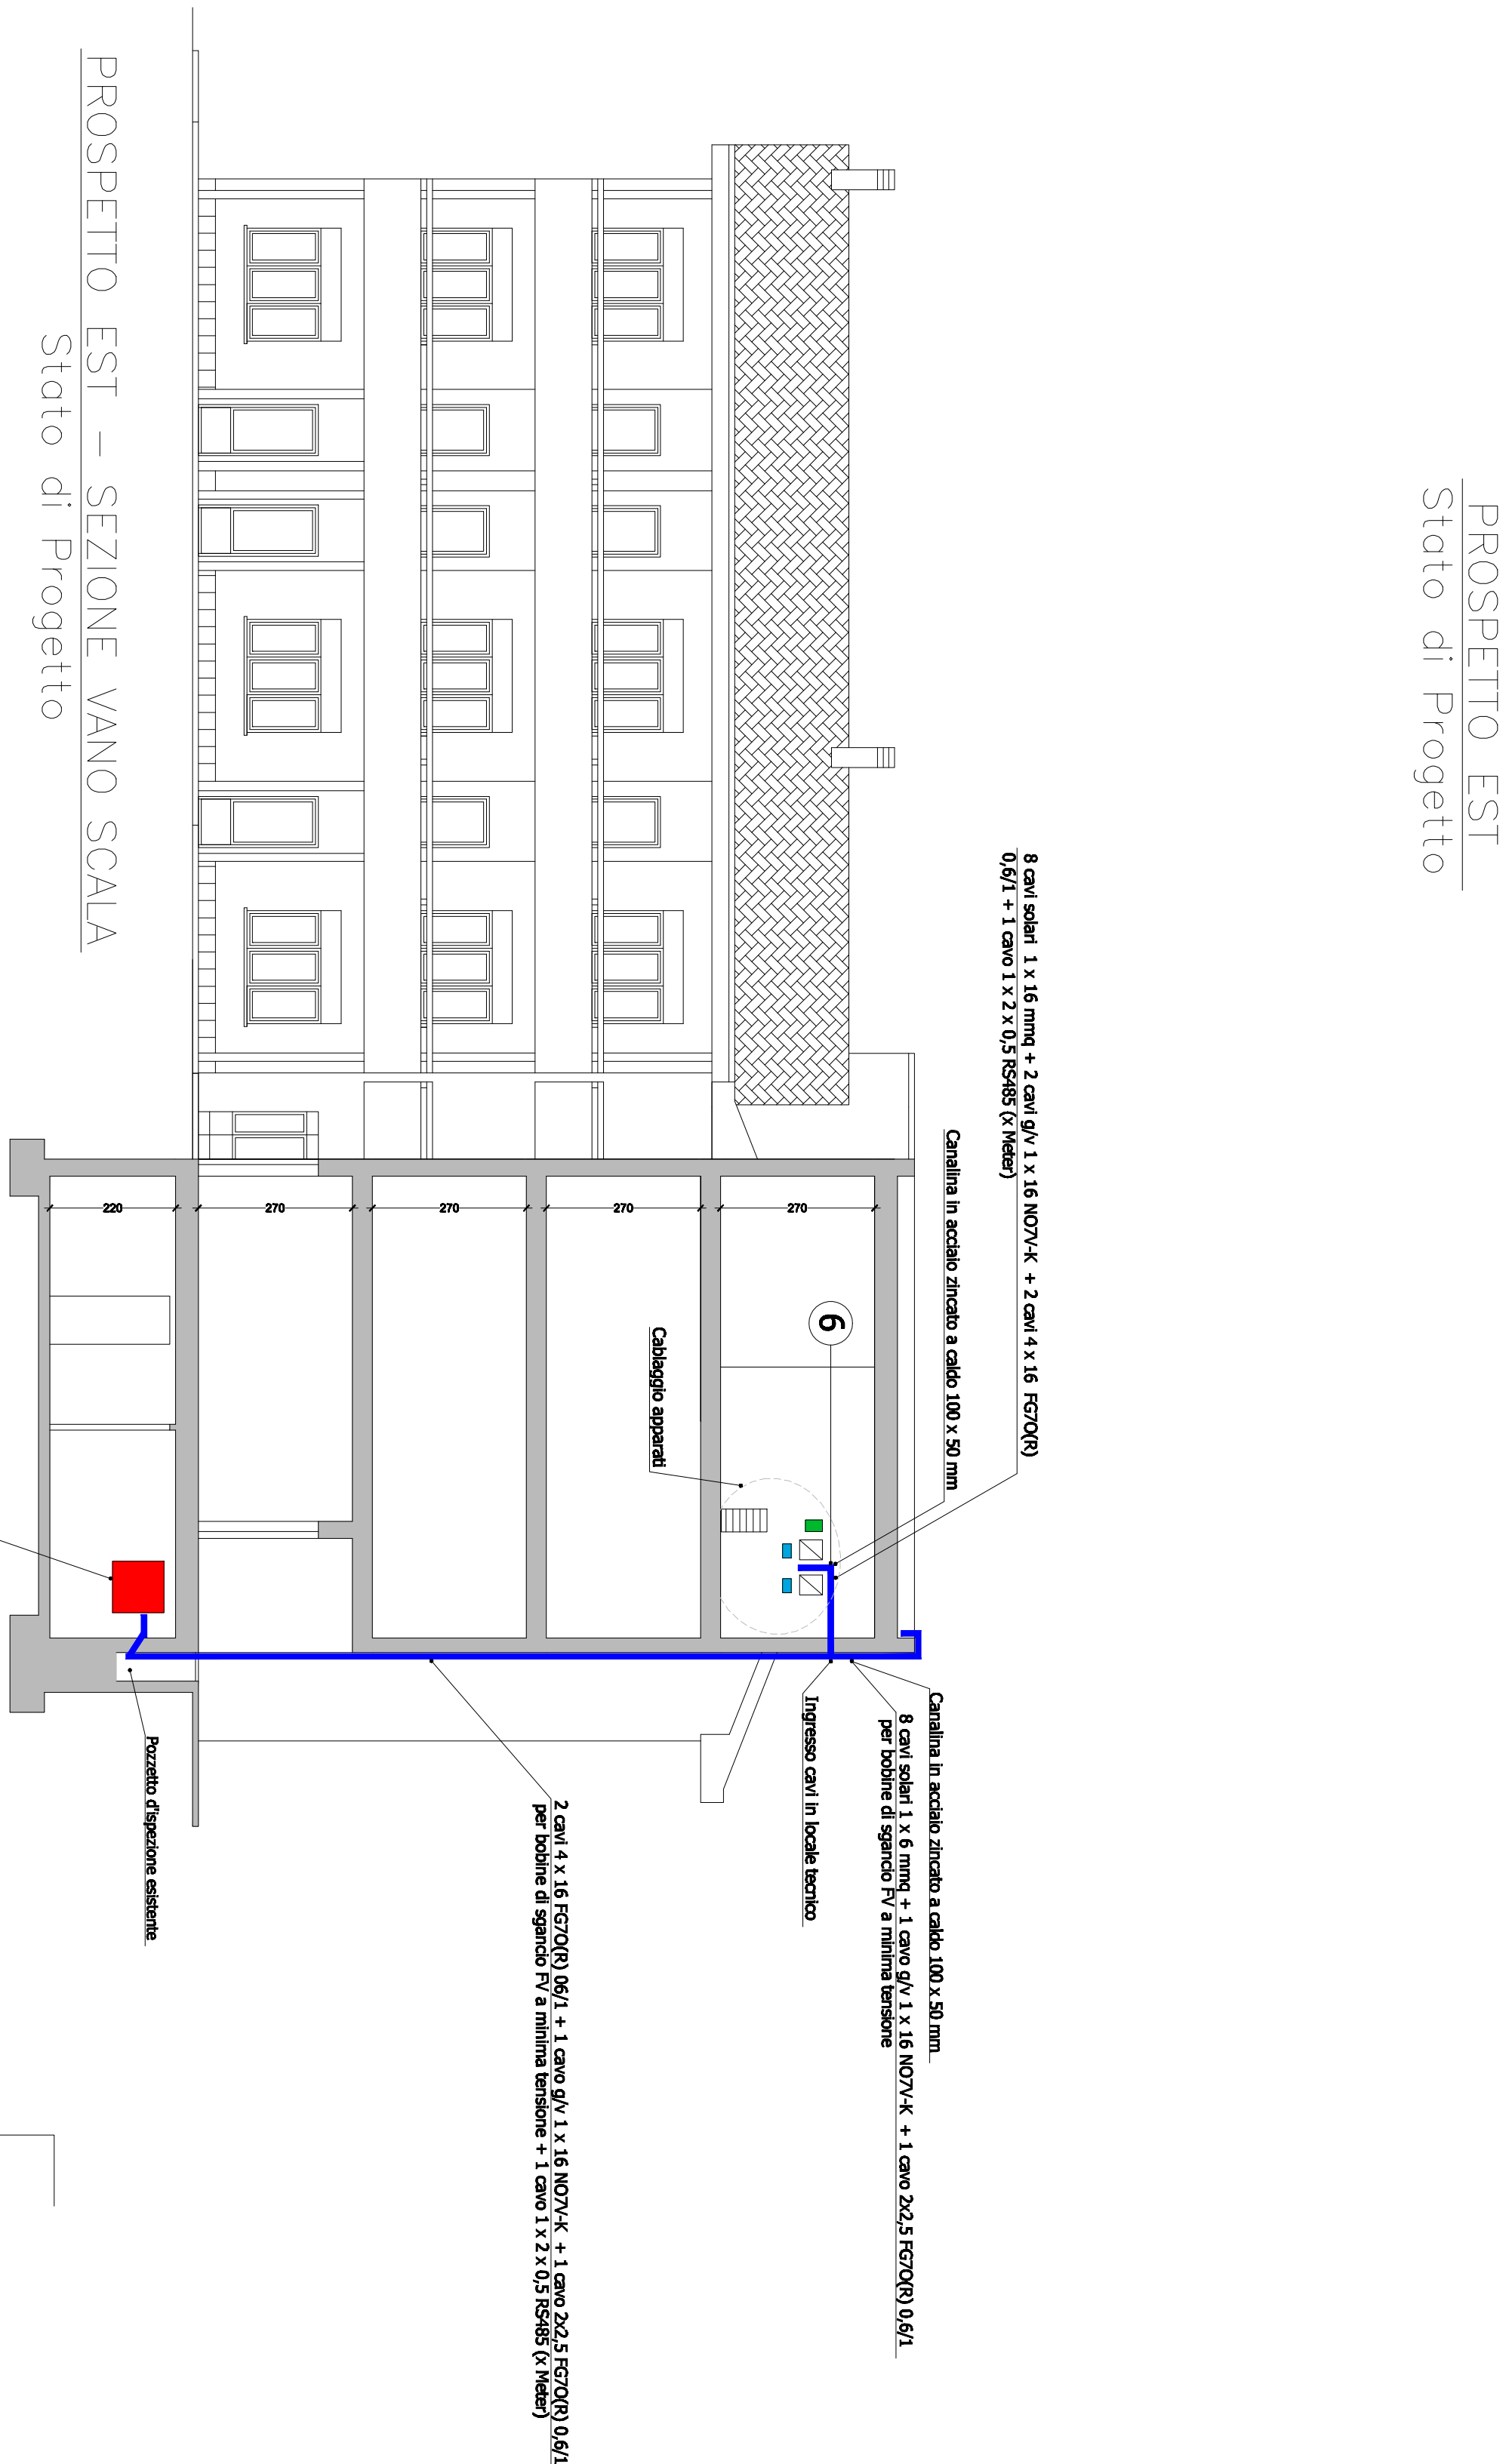 PROSPETTO EST
Stato di Progetto
8 cavi solari 1 x 16 mmq + 2 cavi g/v 1 x 16 NO7V-K + 2 cavi 4 x 16 FG7O(R)
0,6/1 + 1 cavo 1 x 2 x 0,5 RS485 (x Meter)
Canalina in acciaio zincato a caldo 100 x 50 mm
Canalina in acciaio zincato a caldo 100 x 50 mm
8 cavi solari 1 x 6 mmq + 1 cavo g/v 1 x 16 NO7V-K + 1 cavo 2x2,5 FG7O(R) 0,6/1
per bobine di sgancio FV a minima tensione
6
Ingresso cavi in locale tecnico
270
Cablaggio apparati
270
2 cavi 4 x 16 FG7O(R) 06/1 + 1 cavo g/v 1 x 16 NO7V-K + 1 cavo 2x2,5 FG7O(R) 0,6/1
per bobine di sgancio FV a minima tensione + 1 cavo 1 x 2 x 0,5 RS485 (x Meter)
270
270
220
Pozzetto d'ispezione esistente
PROSPETTO EST - SEZIONE VANO SCALA
Stato di Progetto